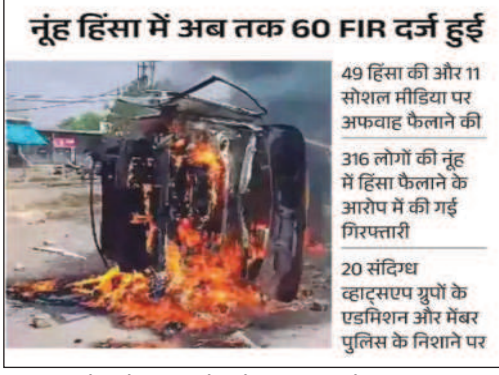 नूंह हिंसा में अब तक 60 FIR दर्ज हुई
49 हिंसा की और 11
सोशल मीडिया पर
अफवाह फैलाने की
316 लोगों की नूंह
में हिंसा फैलाने के
आरोप में की गई
गिरफ्तारी
20 संदिग्ध
व्हाट्सएप ग्रुपों के
एडमिशन और मेंबर
पुलिस के निशाने पर